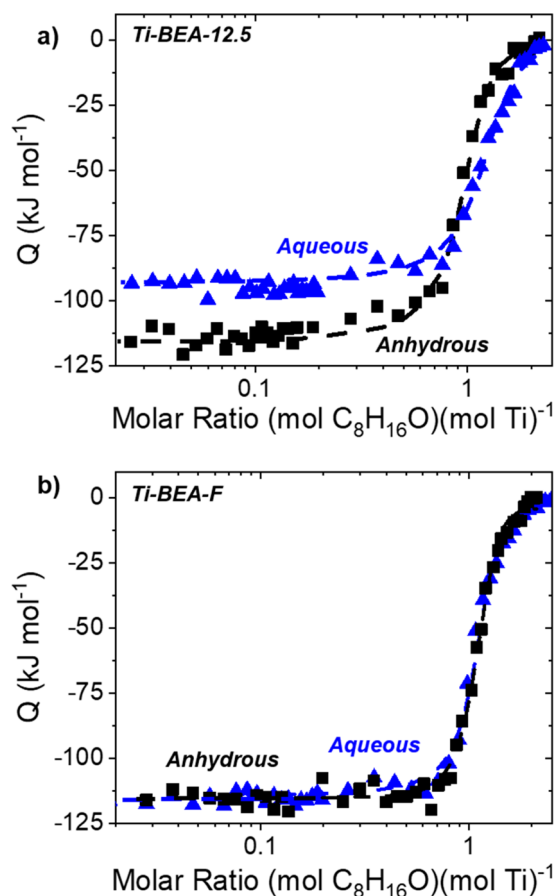 a)
Ti-BEA-12.5
0
-25
-50
-75
-100
-125
Q (kJ mol⁻¹)
Aqueous
Anhydrous
0.1
1
Molar Ratio (mol C₈H₁₆O)(mol Ti)⁻¹
b)
Ti-BEA-F
0
-25
-50
-75
-100
-125
Q (kJ mol⁻¹)
Anhydrous
Aqueous
0.1
1
Molar Ratio (mol C₈H₁₆O)(mol Ti)⁻¹